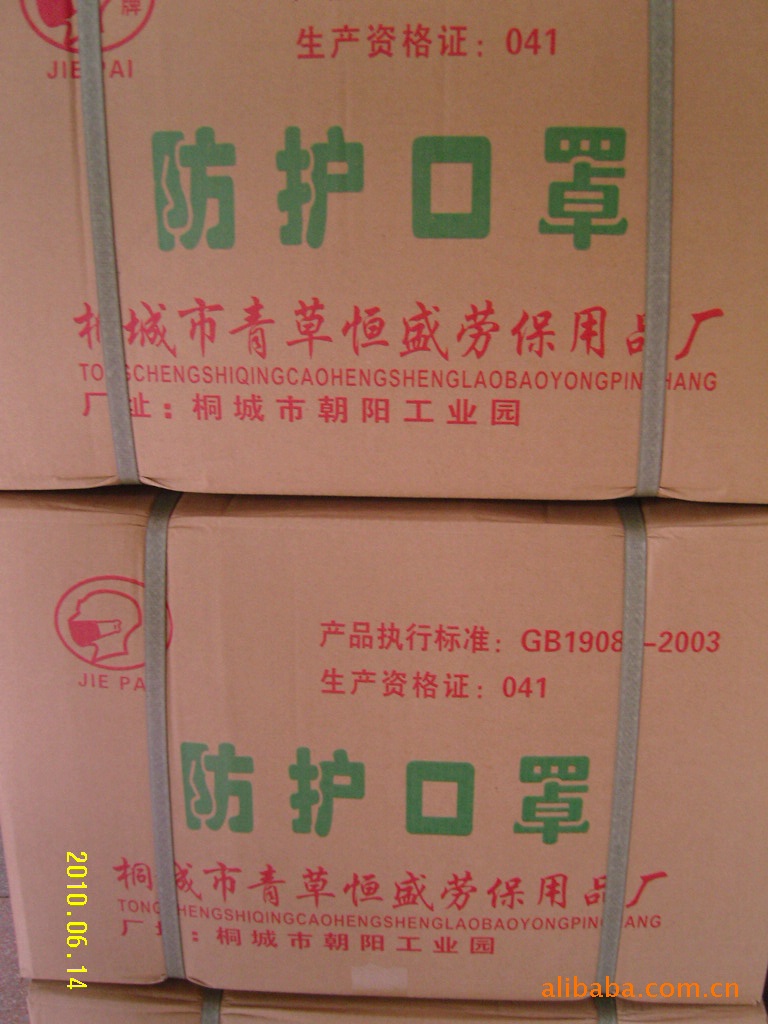 牌
JIE PAI
生产资格证：041
防护口罩
桐城市青草恒盛劳保用品厂
TONGCHENGSHIQINGCAOHENGSHENGLAOBAOYONGPINCHANG
厂址：桐城市朝阳工业园
JIE PA
产品执行标准：GB1908 -2003
生产资格证：041
防护口罩
桐城市青草恒盛劳保用品厂
TONGCHENGSHIQINGCAOHENGSHENGLAOBAOYONGPINCHANG
厂址：桐城市朝阳工业园
2010.06.14
alibaba.com.cn